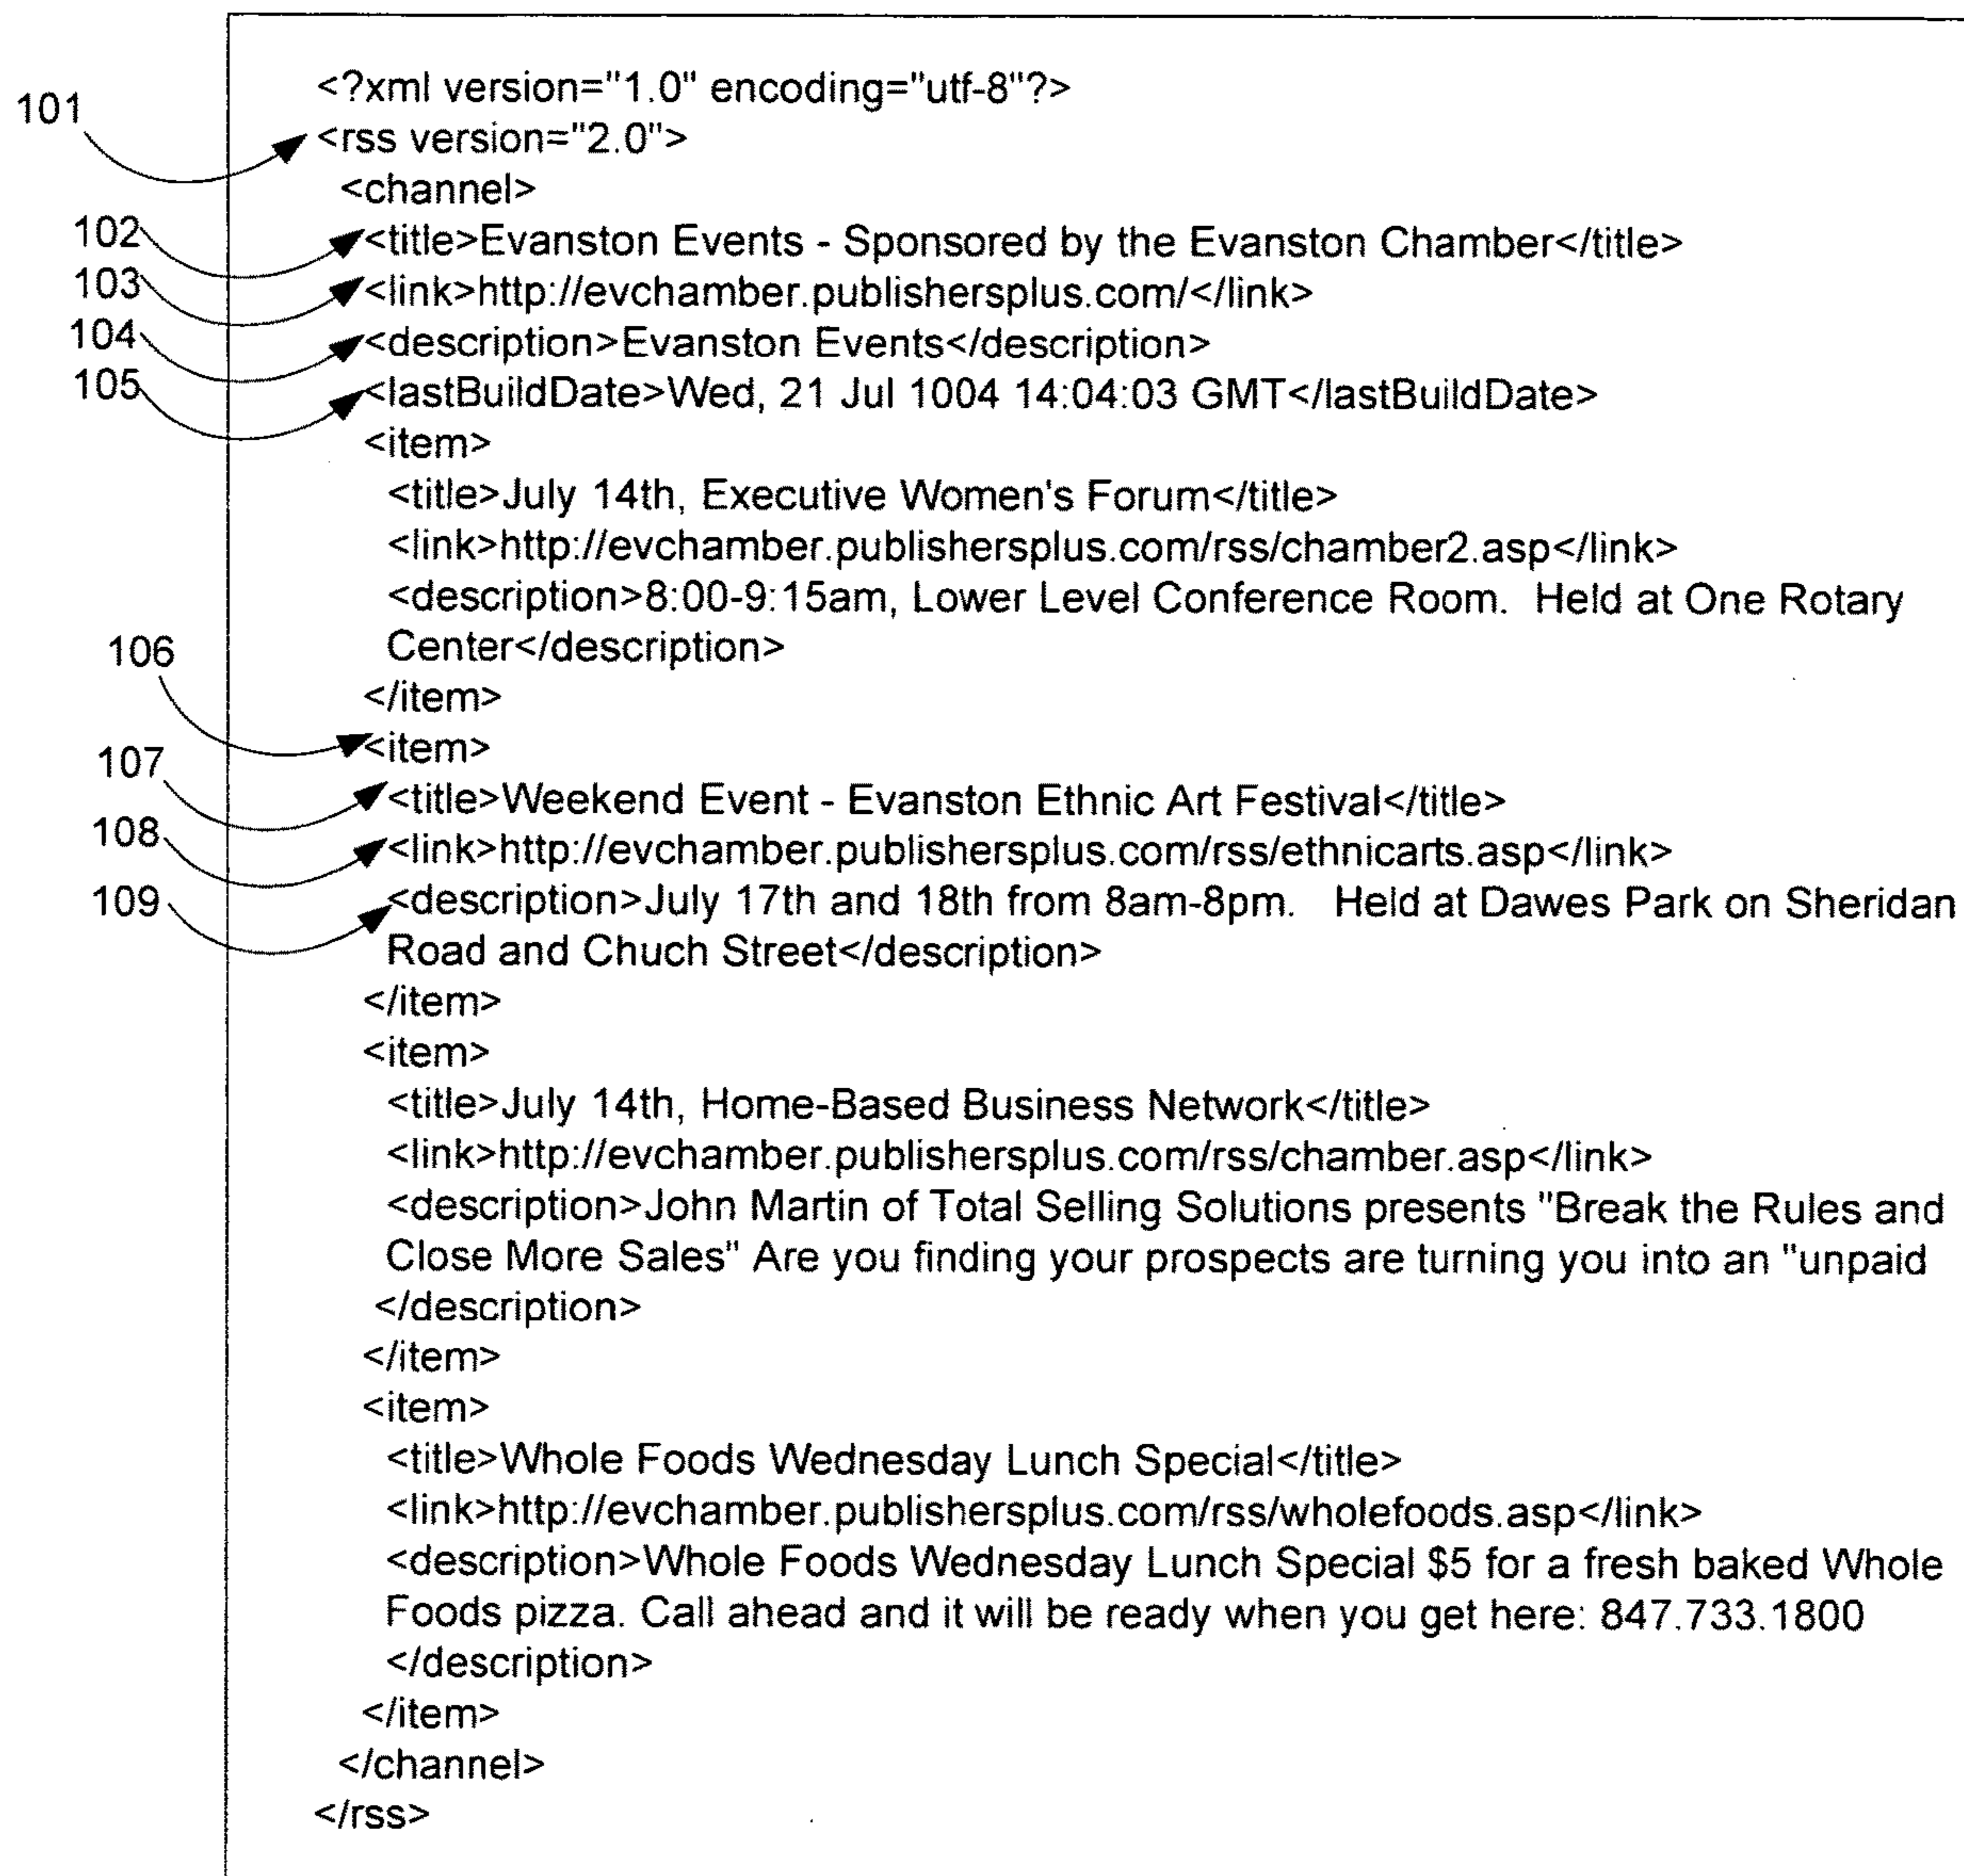 <?xml version="1.0" encoding="utf-8"?>
101
<rss version="2.0">
<channel>
102
<title>Evanston Events - Sponsored by the Evanston Chamber</title>
103
<link>http://evchamber.publishersplus.com/</link>
104
<description>Evanston Events</description>
105
<lastBuildDate>Wed, 21 Jul 1004 14:04:03 GMT</lastBuildDate>
<item>
<title>July 14th, Executive Women's Forum</title>
<link>http://evchamber.publishersplus.com/rss/chamber2.asp</link>
<description>8:00-9:15am, Lower Level Conference Room.  Held at One Rotary
Center</description>
</item>
106
<item>
107
<title>Weekend Event - Evanston Ethnic Art Festival</title>
108
<link>http://evchamber.publishersplus.com/rss/ethnicarts.asp</link>
109
<description>July 17th and 18th from 8am-8pm.   Held at Dawes Park on Sheridan
Road and Chuch Street</description>
</item>
<item>
<title>July 14th, Home-Based Business Network</title>
<link>http://evchamber.publishersplus.com/rss/chamber.asp</link>
<description>John Martin of Total Selling Solutions presents "Break the Rules and
Close More Sales" Are you finding your prospects are turning you into an "unpaid
</description>
</item>
<item>
<title>Whole Foods Wednesday Lunch Special</title>
<link>http://evchamber.publishersplus.com/rss/wholefoods.asp</link>
<description>Whole Foods Wednesday Lunch Special $5 for a fresh baked Whole
Foods pizza. Call ahead and it will be ready when you get here: 847.733.1800
</description>
</item>
</channel>
</rss>